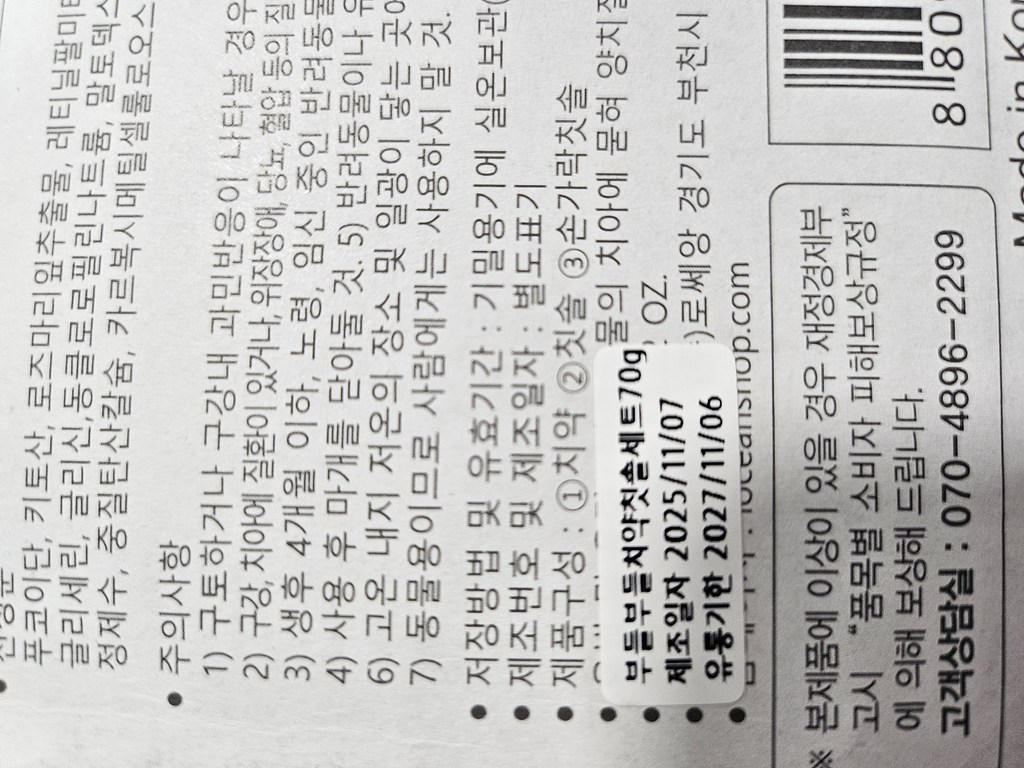 푸코이단, 키토산, 로즈마리잎추출물, 레티닐팔미테
글리세린, 글리신, 동클로로필린나트륨, 말토덱스
정제수, 중질탄산칼슘, 카르복시메틸셀룰로오스
• 주의사항
1) 구토하거나 구강내 과민반응이 나타날 경우
2) 구강, 치아에 질환이 있거나, 위장장애, 당뇨, 혈압 등의 질
3) 생후 4개월 이하, 노령, 임신 중인 반려동물
4) 사용 후 마개를 닫아둘 것. 5) 반려동물이나
6) 고온 내지 저온의 장소 및 일광이 닿는 곳에
7) 동물용이므로 사람에게는 사용하지 말 것.
• 저장방법 및 유효기간 : 기밀용기에 실온보관(
• 제조번호 및 제조일자 : 별도표기
• 제품구성 : ①치약 ②칫솔 ③손가락칫솔
물의 치아에 묻혀 양치질
OZ.
)로쎄앙 경기도 부천시
oceanshop.com
부들부들치약칫솔세트70g
제조일자 2025/11/07
유통기한 2027/11/06
※ 본제품에 이상이 있을 경우 재정경제부
고시 “품목별 소비자 피해보상규정”
에 의해 보상해 드립니다.
고객상담실 : 070-4896-2299
8 80
Made in Kor